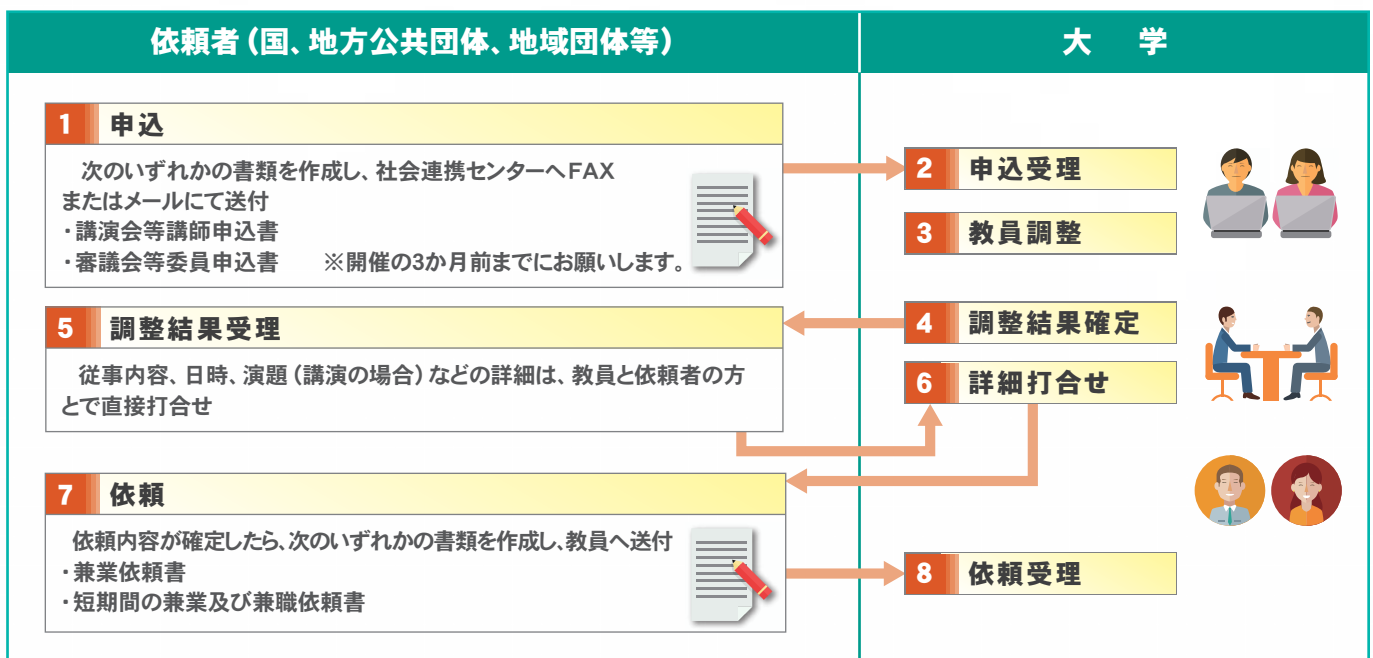 依頼者（国、地方公共団体、地域団体等）
大　学
1 申込
次のいずれかの書類を作成し、社会連携センターへFAX
またはメールにて送付
・講演会等講師申込書
・審議会等委員申込書　※開催の3か月前までにお願いします。
2 申込受理
3 教員調整
4 調整結果確定
5 調整結果受理
従事内容、日時、演題（講演の場合）などの詳細は、教員と依頼者の方
とで直接打合せ
6 詳細打合せ
7 依頼
依頼内容が確定したら、次のいずれかの書類を作成し、教員へ送付
・兼業依頼書
・短期間の兼業及び兼職依頼書
8 依頼受理